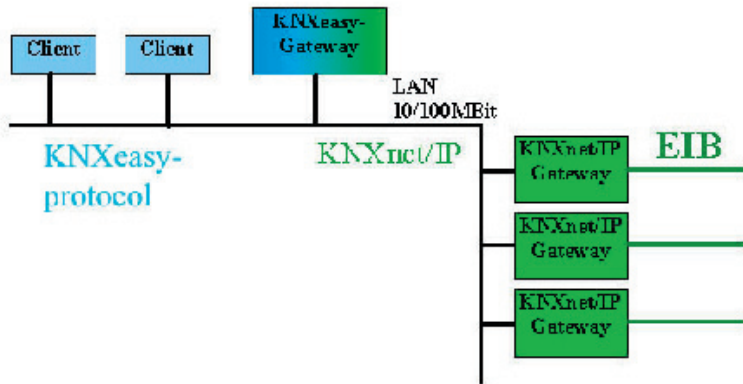 Client
Client
KNXeasy-
Gateway
LAN
10/100MBit
KNXeasy-
protocol
KNXnet/IP
KNXnet/IP
Gateway
EIB
KNXnet/IP
Gateway
KNXnet/IP
Gateway